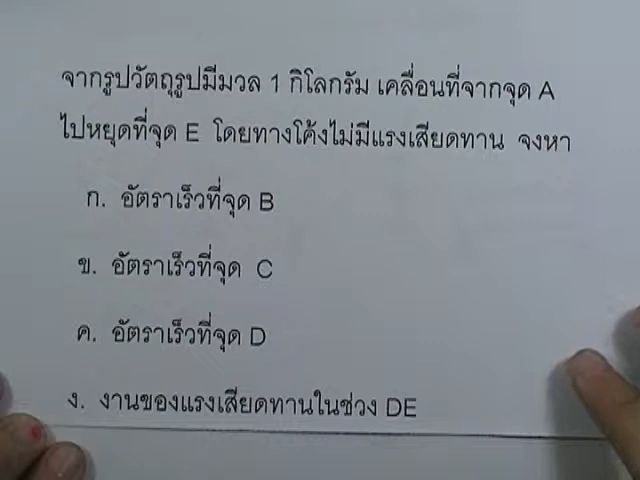 จากรูปวัตถุรูปมีมวล 1 กิโลกรัม เคลื่อนที่จากจุด A
ไปหยุดที่จุด E โดยทางโค้งไม่มีแรงเสียดทาน จงหา
ก. อัตราเร็วที่จุด B
ข. อัตราเร็วที่จุด C
ค. อัตราเร็วที่จุด D
ง. งานของแรงเสียดทานในช่วง DE